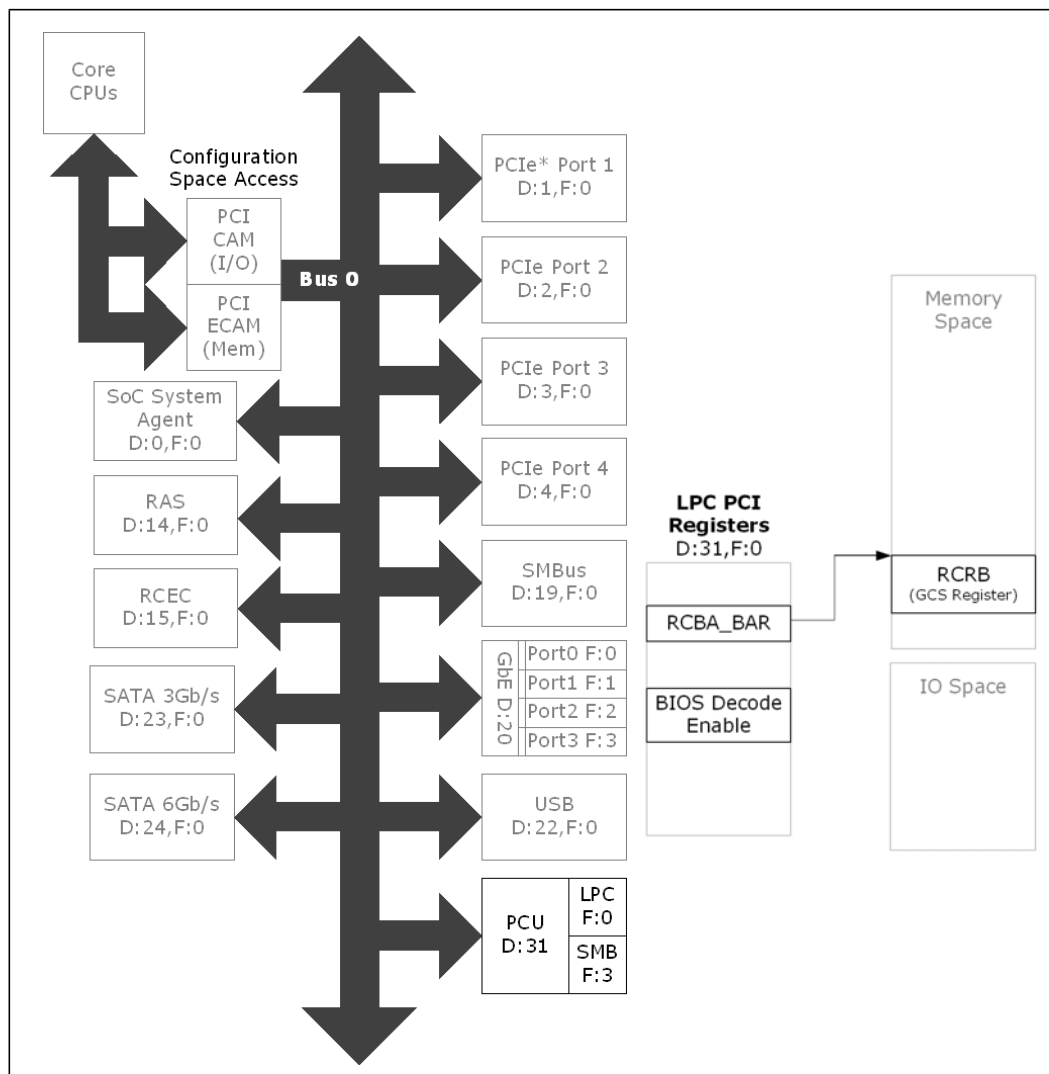 Core
CPUs
Configuration
Space Access
PCI
CAM
(I/O)
PCI
ECAM
(Mem)
Bus 0
SoC System
Agent
D:0,F:0
RAS
D:14,F:0
RCEC
D:15,F:0
SATA 3Gb/s
D:23,F:0
SATA 6Gb/s
D:24,F:0
PCIe* Port 1
D:1,F:0
PCIe Port 2
D:2,F:0
PCIe Port 3
D:3,F:0
PCIe Port 4
D:4,F:0
SMBus
D:19,F:0
GbE D:20
Port0 F:0
Port1 F:1
Port2 F:2
Port3 F:3
USB
D:22,F:0
PCU
D:31
LPC
F:0
SMB
F:3
LPC PCI
Registers
D:31,F:0
RCBA_BAR
BIOS Decode
Enable
Memory
Space
RCRB
(GCS Register)
IO Space